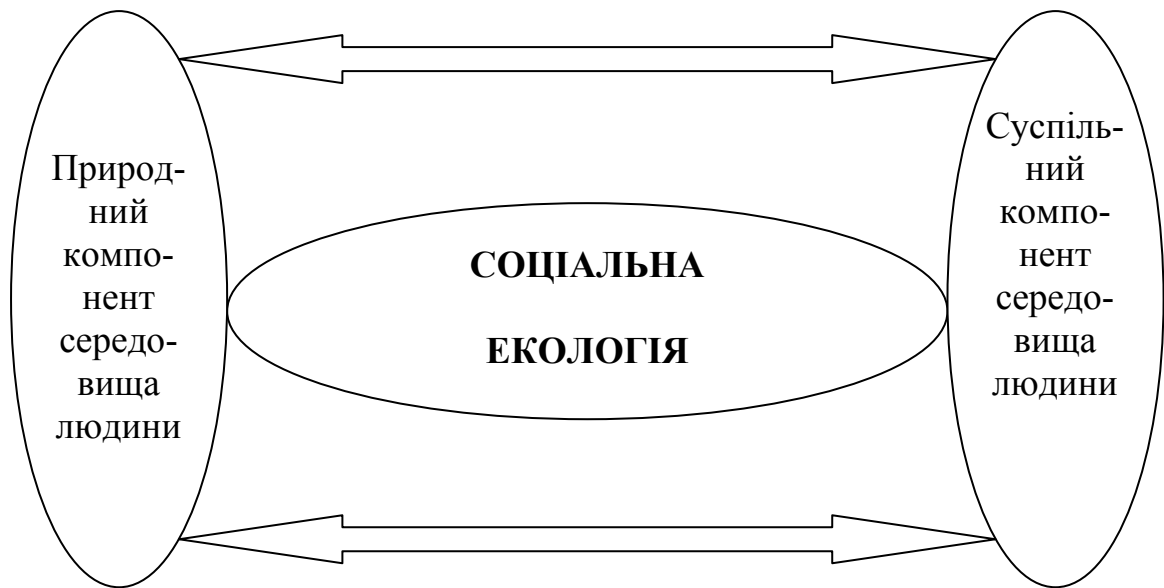 Природ-
ний
компо-
нент
середо-
вища
людини
СОЦІАЛЬНА
ЕКОЛОГІЯ
Суспіль-
ний
компо-
нент
середо-
вища
людини